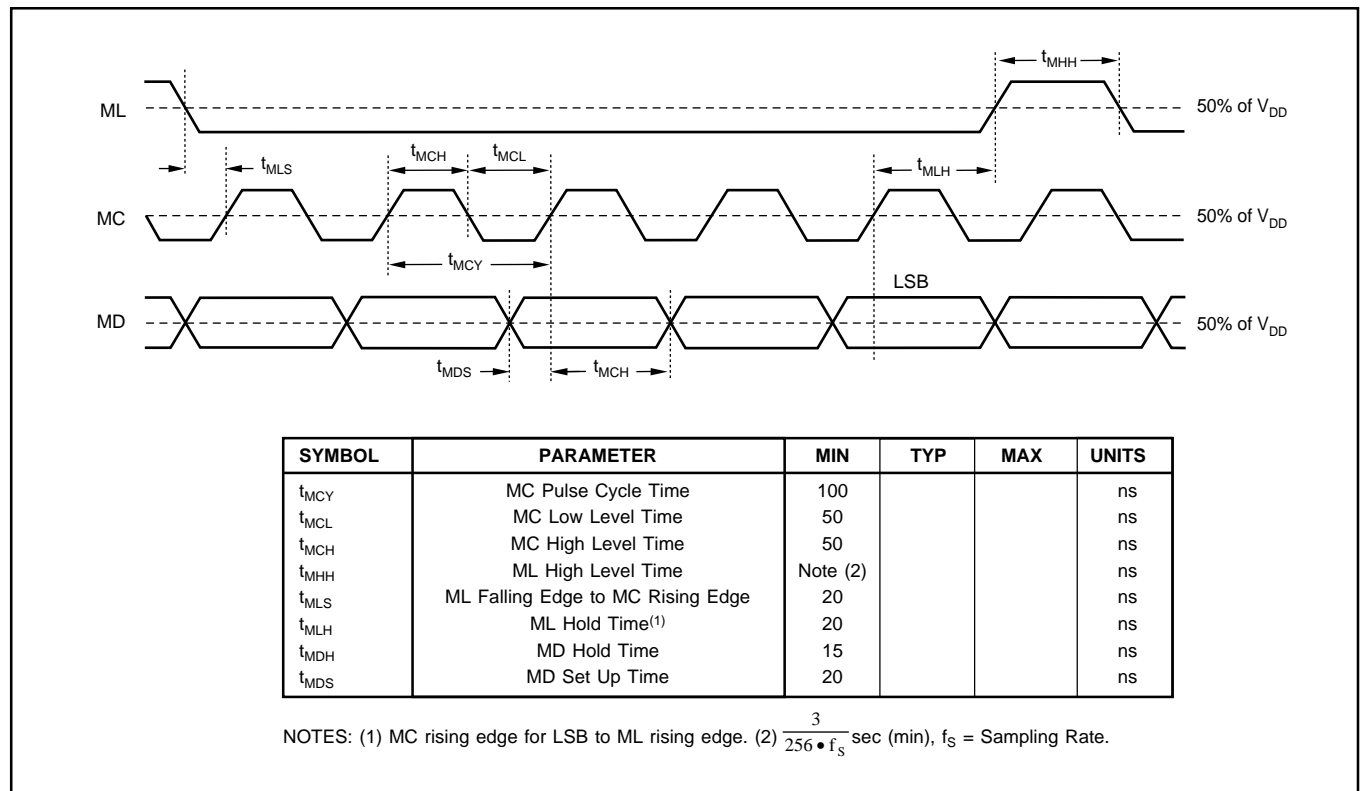 t_MHH
ML
50% of V_DD
t_MLS
t_MCH
t_MCL
t_MLH
MC
50% of V_DD
t_MCY
LSB
MD
50% of V_DD
t_MDS
t_MCH
SYMBOL PARAMETER MIN TYP MAX UNITS
t_MCY MC Pulse Cycle Time 100 ns
t_MCL MC Low Level Time 50 ns
t_MCH MC High Level Time 50 ns
t_MHH ML High Level Time Note (2) ns
t_MLS ML Falling Edge to MC Rising Edge 20 ns
t_MLH ML Hold Time(1) 20 ns
t_MDH MD Hold Time 15 ns
t_MDS MD Set Up Time 20 ns
NOTES: (1) MC rising edge for LSB to ML rising edge. (2) 3/(256 • f_S) sec (min), f_S = Sampling Rate.